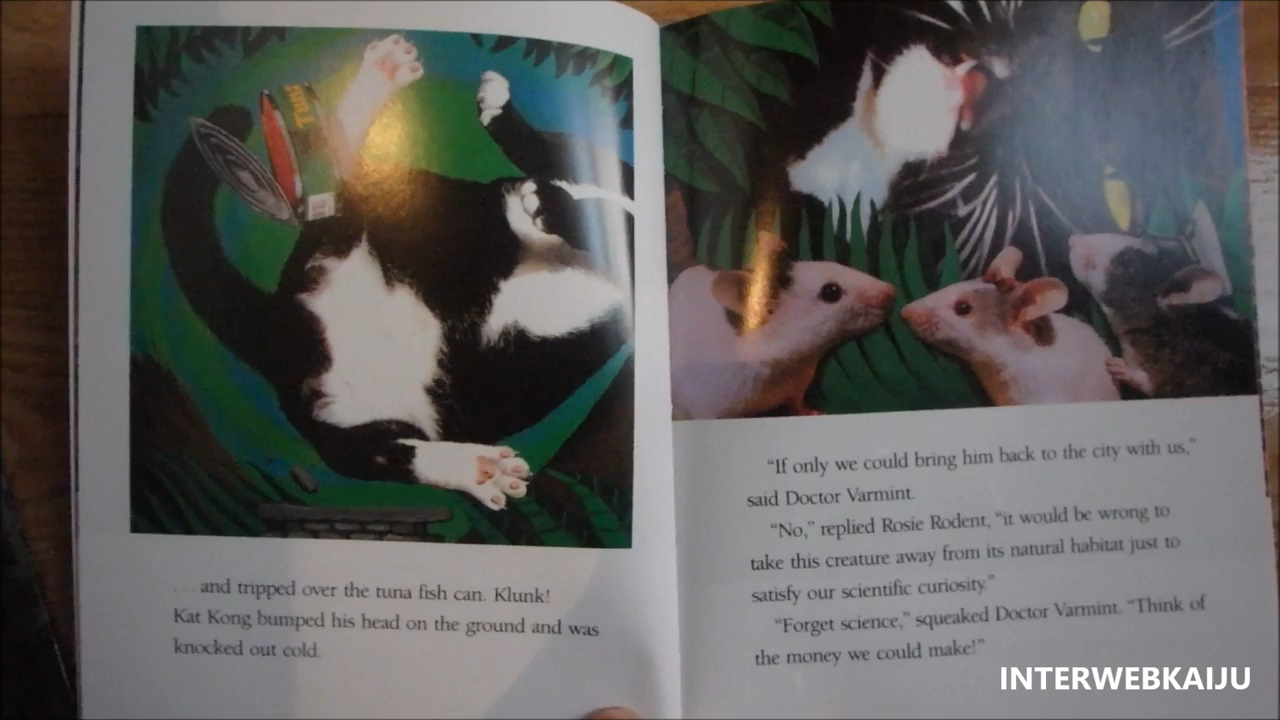 Tuna
. . . and tripped over the tuna fish can. Klunk!
Kat Kong bumped his head on the ground and was
knocked out cold.
“If only we could bring him back to the city with us,”
said Doctor Varmint.
“No,” replied Rosie Rodent, “it would be wrong to
take this creature away from its natural habitat just to
satisfy our scientific curiosity.”
“Forget science,” squeaked Doctor Varmint. “Think of
the money we could make!”
INTERWEBKAIJU